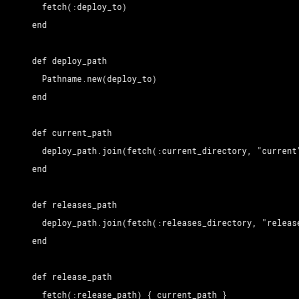 fetch(:deploy_to)
end
def deploy_path
Pathname.new(deploy_to)
end
def current_path
deploy_path.join(fetch(:current_directory, "current"
end
def releases_path
deploy_path.join(fetch(:releases_directory, "release
end
def release_path
fetch(:release_path) { current_path }